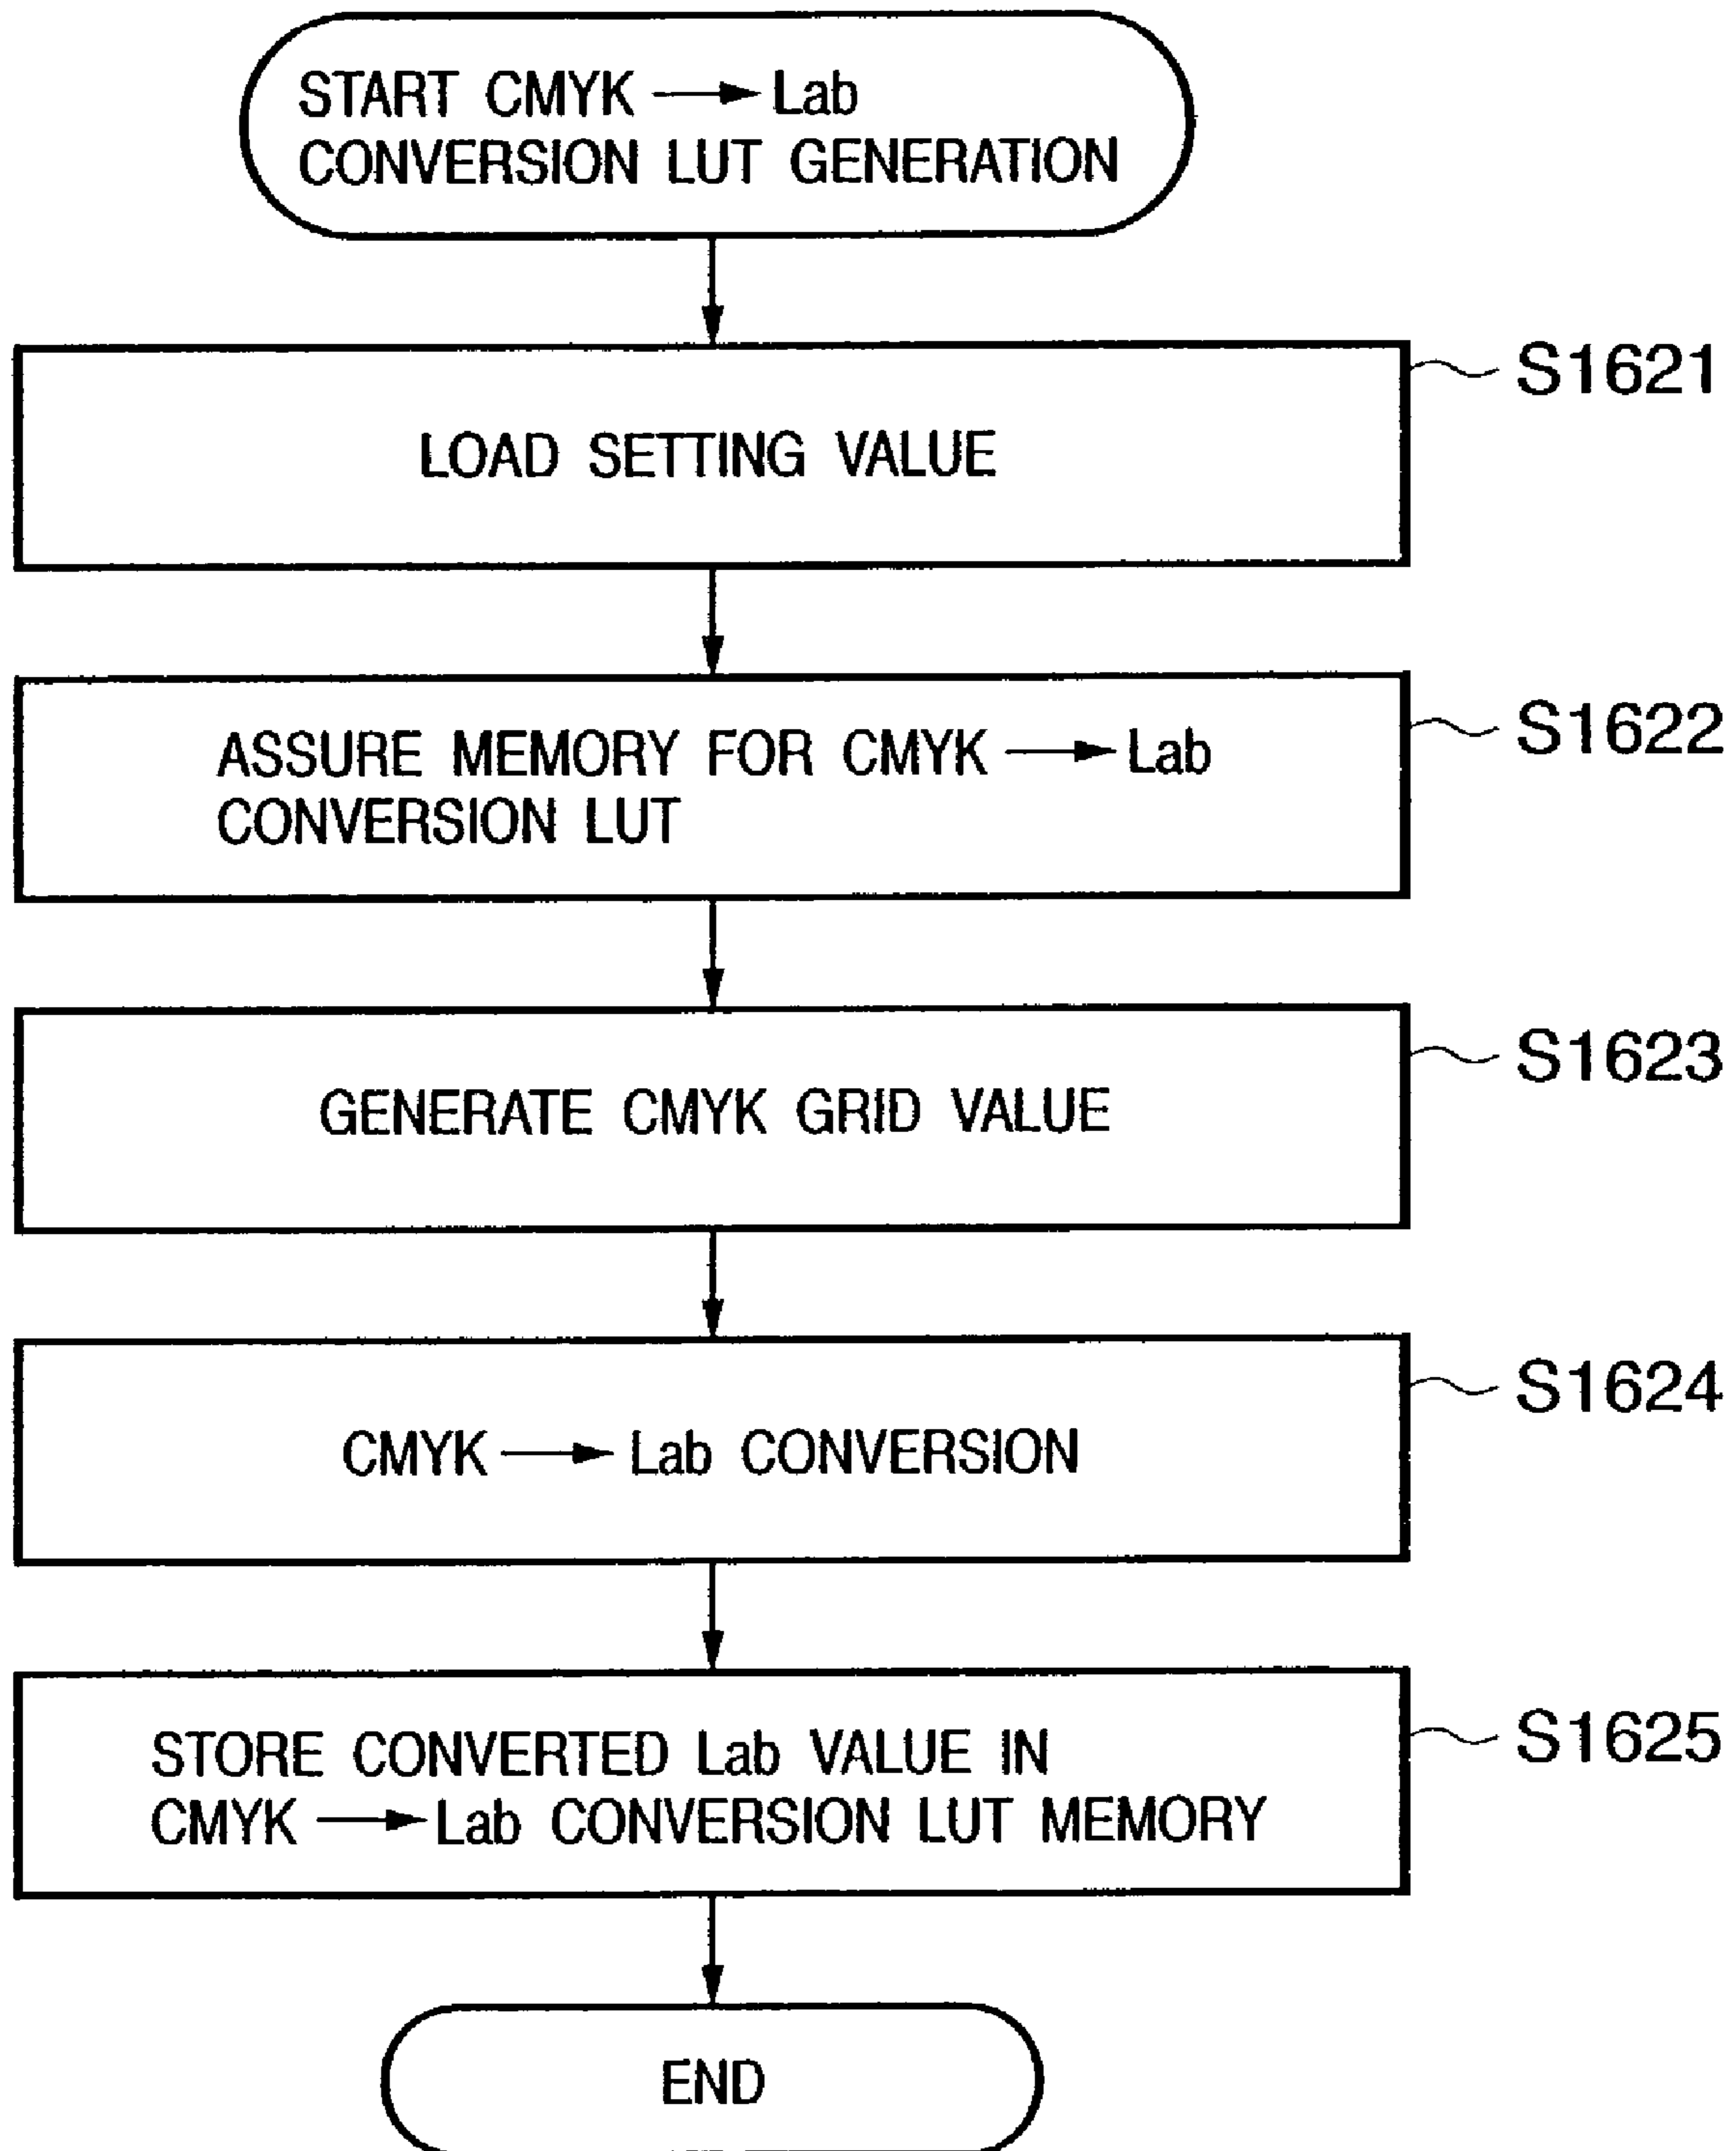 START CMYK → Lab
CONVERSION LUT GENERATION
S1621
LOAD SETTING VALUE
S1622
ASSURE MEMORY FOR CMYK → Lab
CONVERSION LUT
S1623
GENERATE CMYK GRID VALUE
S1624
CMYK → Lab CONVERSION
S1625
STORE CONVERTED Lab VALUE IN
CMYK → Lab CONVERSION LUT MEMORY
END